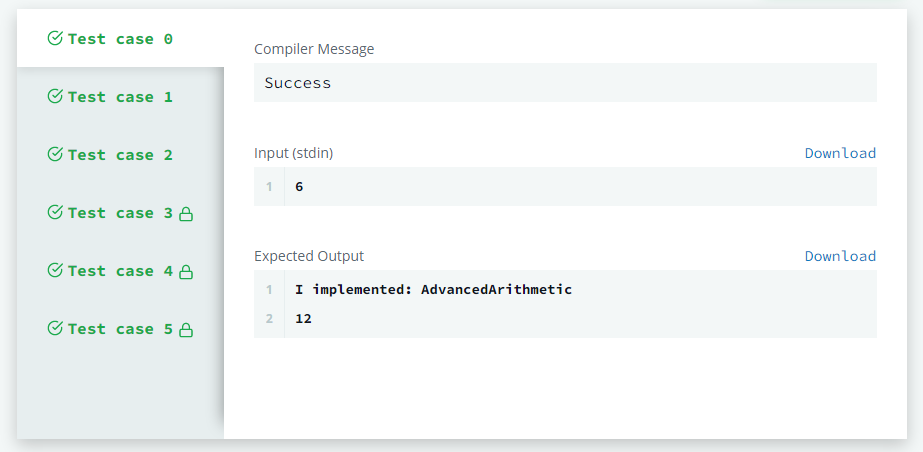 Test case 0
Test case 1
Test case 2
Test case 3
Test case 4
Test case 5
Compiler Message
Success
Input (stdin)
Download
1 6
Expected Output
Download
1 I implemented: AdvancedArithmetic
2 12